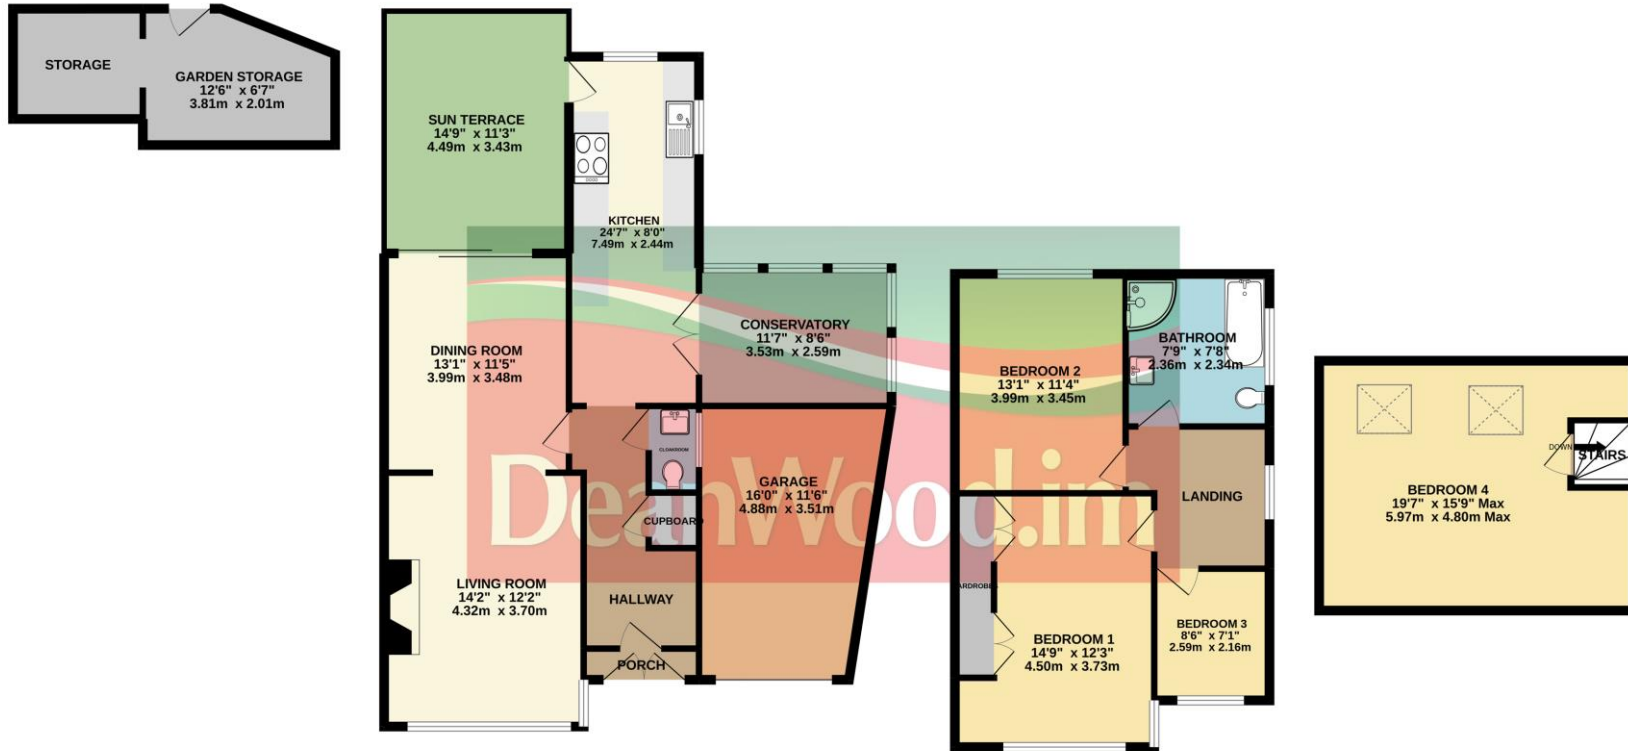 STORAGE
GARDEN STORAGE
12'6" x 6'7"
3.81m x 2.01m
SUN TERRACE
14'9" x 11'3"
4.49m x 3.43m
KITCHEN
24'7" x 8'0"
7.49m x 2.44m
DINING ROOM
13'1" x 11'5"
3.99m x 3.48m
CONSERVATORY
11'7" x 8'6"
3.53m x 2.59m
CLOAKROOM
CUPBOARD
GARAGE
16'0" x 11'6"
4.88m x 3.51m
LIVING ROOM
14'2" x 12'2"
4.32m x 3.70m
HALLWAY
PORCH
DeanWood.im
BEDROOM 2
13'1" x 11'4"
3.99m x 3.45m
BATHROOM
7'9" x 7'8"
2.36m x 2.34m
LANDING
BEDROOM 1
14'9" x 12'3"
4.50m x 3.73m
BEDROOM 3
8'6" x 7'1"
2.59m x 2.16m
DOWN
STAIRS
BEDROOM 4
19'7" x 15'9" Max
5.97m x 4.80m Max